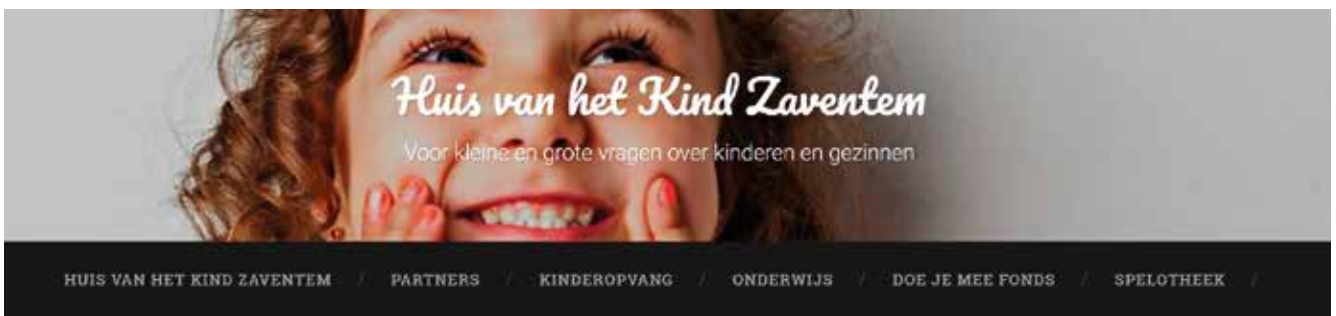 Huis van het Kind Zaventem
Voor kleine en grote vragen over kinderen en gezinnen
HUIS VAN HET KIND ZAVENTEM / PARTNERS / KINDEROPVANG / ONDERWIJS / DOE JE MEE FONDS / SPELOTHEEK /